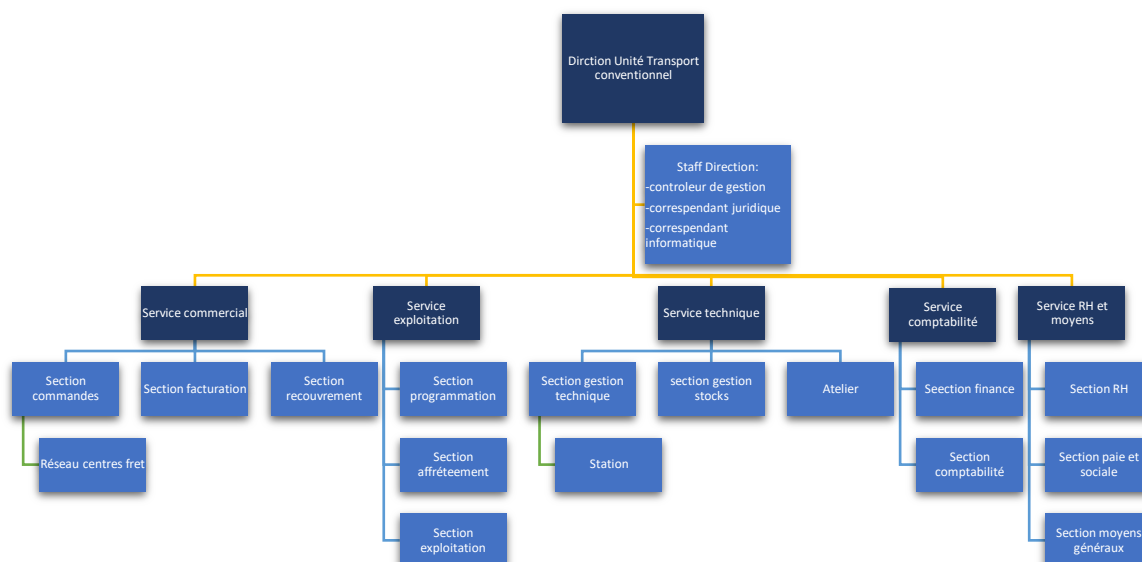 Dirction Unité Transport
conventionnel
Staff Direction:
-controleur de gestion
-correspendant juridique
-correspendant
informatique
Service commercial
Service
exploitation
Service technique
Service
comptabilité
Service RH et
moyens
Section
commandes
Section facturation
Section
recouvrement
Section
programmation
Section gestion
technique
section gestion
stocks
Atelier
Seection finance
Section RH
Réseau centres fret
Section
affréteement
Station
Section
comptabilité
Section paie et
sociale
Section
exploitation
Section moyens
généraux